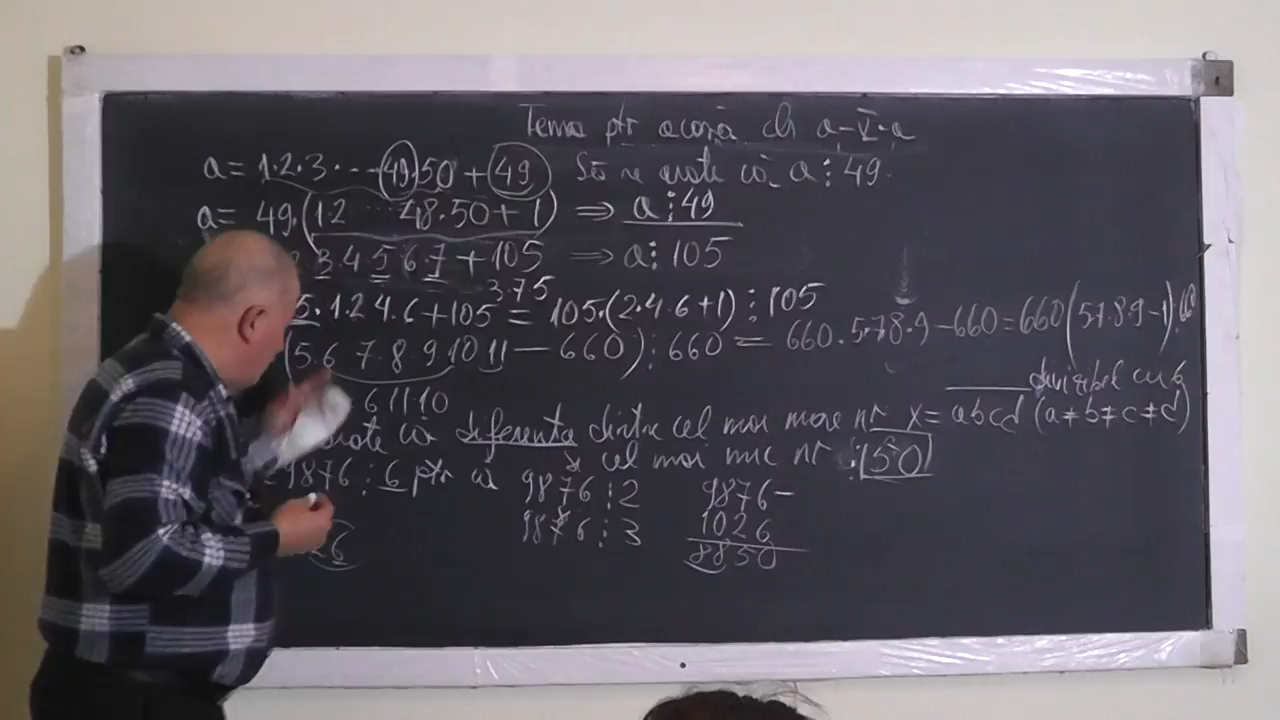 Tema ptr acasă cls a-V-a
a= 1·2·3·...·49·50 + 49 Să se arate că a⋮49.
a= 49·(1·2 ... 48·50+1) ⇒ a⋮49
3·4·5·6·7+105 ⇒ a⋮105
3·7·5
5·1·2·4·6+105 = 105·(2·4·6+1)⋮105
(5·6·7·8·9·10·11 − 660)⋮660 = 660·5·7·8·9−660=660(5·7·8·9−1)⋮660
6·11·10
divizibil cu 6
arate că diferența dintre cel mai mare nr x=abcd (a≠b≠c≠d)
și cel mai mic nr ⋮50
9876⋮6 ptr că 9876⋮2 9876−
9876⋮3 1026
26 8850